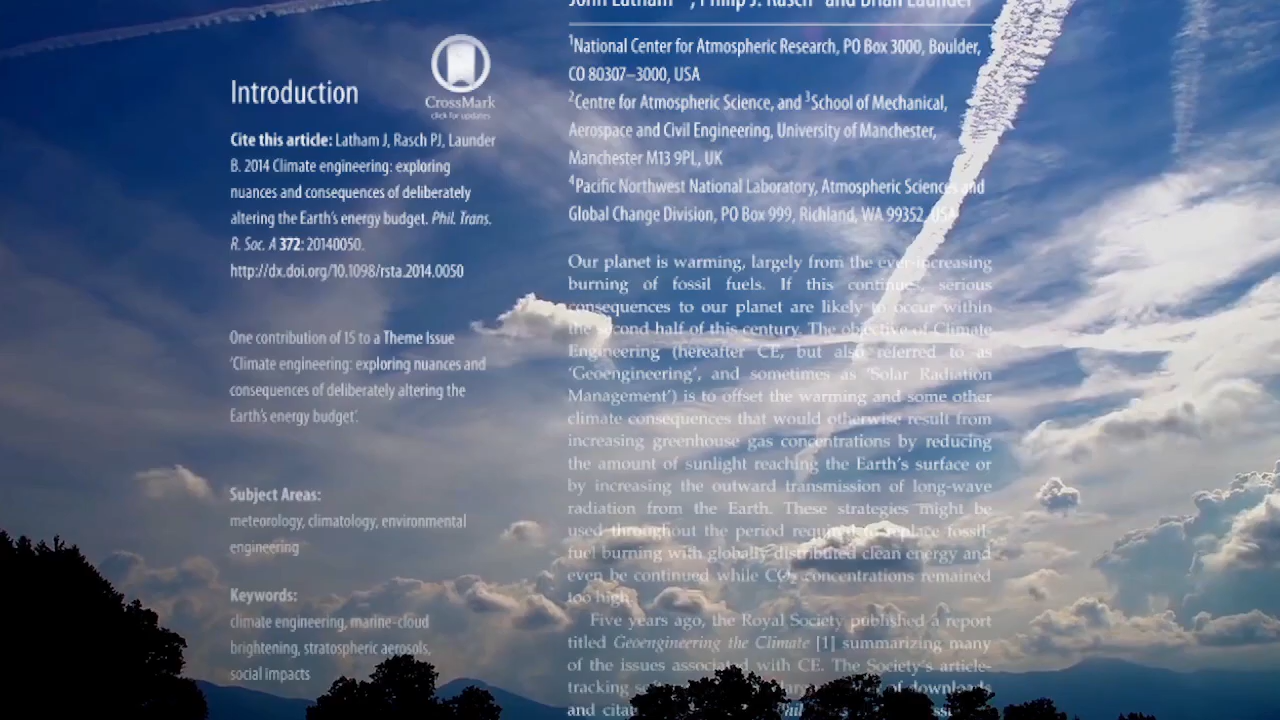 Introduction
CrossMark
click for updates
Cite this article: Latham J, Rasch PJ, Launder
B. 2014 Climate engineering: exploring
nuances and consequences of deliberately
altering the Earth's energy budget. Phil. Trans.
R. Soc. A 372: 20140050.
http://dx.doi.org/10.1098/rsta.2014.0050
One contribution of 15 to a Theme Issue
‘Climate engineering: exploring nuances and
consequences of deliberately altering the
Earth's energy budget’.
Subject Areas:
meteorology, climatology, environmental
engineering
Keywords:
climate engineering, marine-cloud
brightening, stratospheric aerosols,
social impacts
John Latham, Philip J. Rasch and Brian Launder
1National Center for Atmospheric Research, PO Box 3000, Boulder,
CO 80307–3000, USA
2Centre for Atmospheric Science, and 3School of Mechanical,
Aerospace and Civil Engineering, University of Manchester,
Manchester M13 9PL, UK
4Pacific Northwest National Laboratory, Atmospheric Sciences and
Global Change Division, PO Box 999, Richland, WA 99352, USA
Our planet is warming, largely from the ever-increasing
burning of fossil fuels. If this continues, serious
consequences to our planet are likely to occur within
the second half of this century. The objective of Climate
Engineering (hereafter CE, but also referred to as
‘Geoengineering’, and sometimes as ‘Solar Radiation
Management’) is to offset the warming and some other
climate consequences that would otherwise result from
increasing greenhouse gas concentrations by reducing
the amount of sunlight reaching the Earth's surface or
by increasing the outward transmission of long-wave
radiation from the Earth. These strategies might be
used throughout the period required to replace fossil-
fuel burning with globally distributed clean energy and
even be continued while CO2 concentrations remained
too high.
Five years ago, the Royal Society published a report
titled Geoengineering the Climate [1] summarizing many
of the issues associated with CE. The Society's article-
tracking of downloads
and